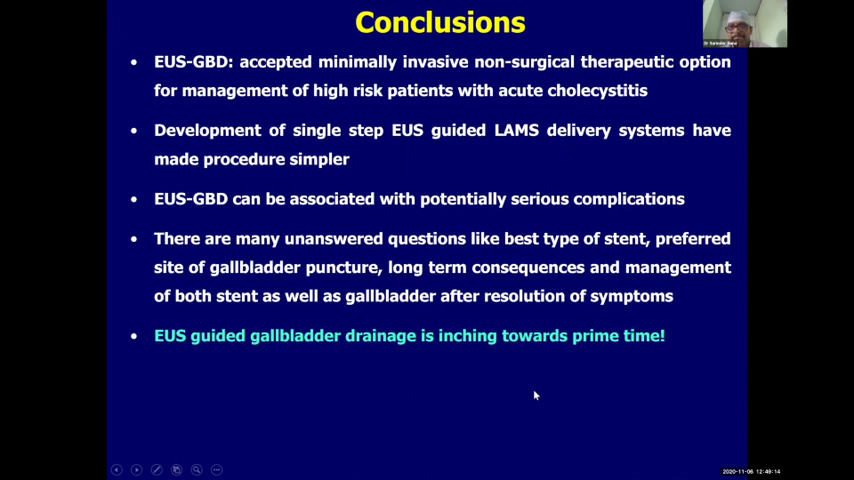 Conclusions
• EUS-GBD: accepted minimally invasive non-surgical therapeutic option
for management of high risk patients with acute cholecystitis
• Development of single step EUS guided LAMS delivery systems have
made procedure simpler
• EUS-GBD can be associated with potentially serious complications
• There are many unanswered questions like best type of stent, preferred
site of gallbladder puncture, long term consequences and management
of both stent as well as gallbladder after resolution of symptoms
• EUS guided gallbladder drainage is inching towards prime time!
2020-11-06 12:49:14